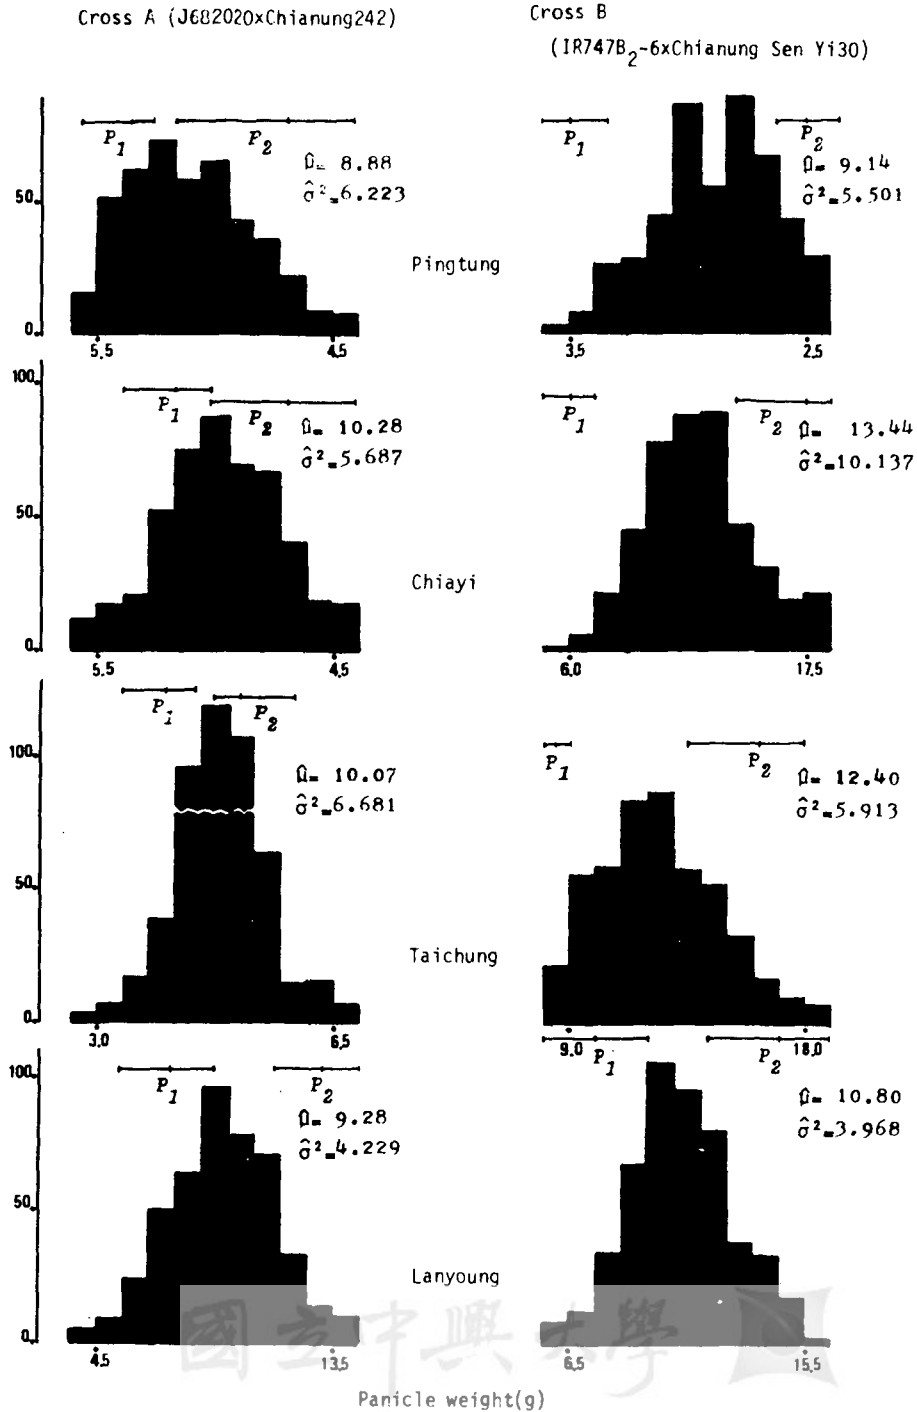 Cross A (J682020xChianung242)
Cross B
(IR747B2-6xChianung Sen Yi30)
P1
P2
μ̂= 8.88
σ̂²=6.223
50
0
5.5
4.5
Pingtung
P1
P2
μ̂= 9.14
σ̂²=5.501
3.5
2.5
100
50
0
P1
P2
μ̂= 10.28
σ̂²=5.687
5.5
4.5
Chiayi
P1
P2
μ̂= 13.44
σ̂²=10.137
6.0
17.5
100
50
0
P1
P2
μ̂= 10.07
σ̂²=6.681
3.0
6.5
Taichung
P1
P2
μ̂= 12.40
σ̂²=5.913
9.0
18.0
100
50
0
P1
P2
μ̂= 9.28
σ̂²=4.229
4.5
13.5
Lanyoung
P1
P2
μ̂= 10.80
σ̂²=3.968
6.5
15.5
國立中興大學
Panicle weight(g)